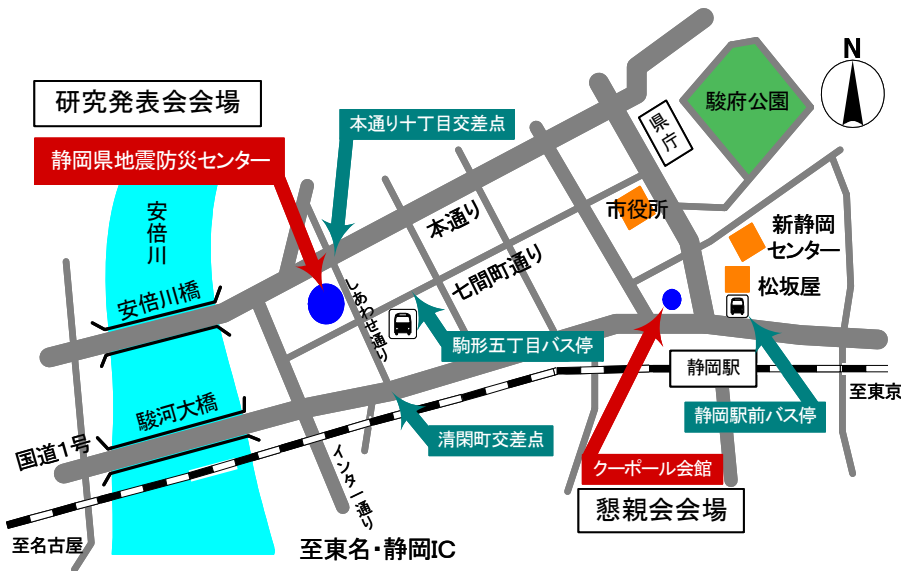 研究発表会会場
静岡県地震防災センター
本通り十丁目交差点
N
駿府公園
県庁
市役所
新静岡
センター
松坂屋
安倍川
本通り
七間町通り
しあわせ通り
安倍川橋
駒形五丁目バス停
静岡駅
至東京
静岡駅前バス停
駿河大橋
清閑町交差点
国道1号
クーポール会館
懇親会会場
インター通り
至名古屋
至東名・静岡IC